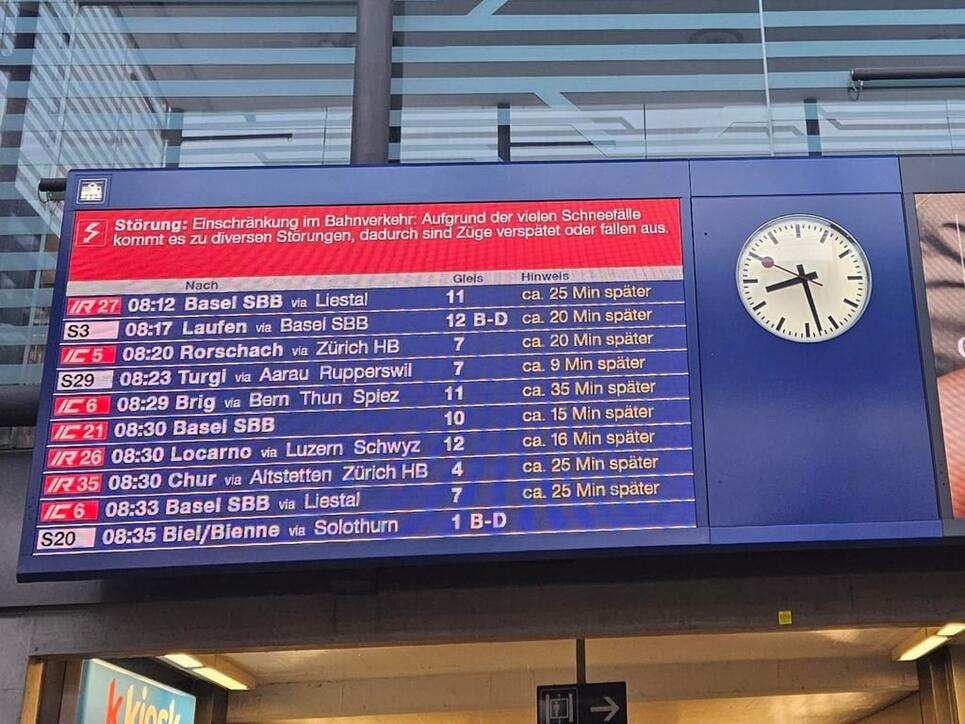 Störung: Einschränkung im Bahnverkehr: Aufgrund der vielen Schneefälle
kommt es zu diversen Störungen, dadurch sind Züge verspätet oder fallen aus.
Nach Gleis Hinweis
IR 27 08:12 Basel SBB via Liestal 11 ca. 25 Min später
S3 08:17 Laufen via Basel SBB 12 B-D ca. 20 Min später
IC 5 08:20 Rorschach via Zürich HB 7 ca. 20 Min später
S29 08:23 Turgi via Aarau Rupperswil 7 ca. 9 Min später
IC 6 08:29 Brig via Bern Thun Spiez 11 ca. 35 Min später
IC 21 08:30 Basel SBB 10 ca. 15 Min später
IR 26 08:30 Locarno via Luzern Schwyz 12 ca. 16 Min später
IR 35 08:30 Chur via Altstetten Zürich HB 4 ca. 25 Min später
IC 6 08:33 Basel SBB via Liestal 7 ca. 25 Min später
S20 08:35 Biel/Bienne via Solothurn 1 B-D
k kiosk